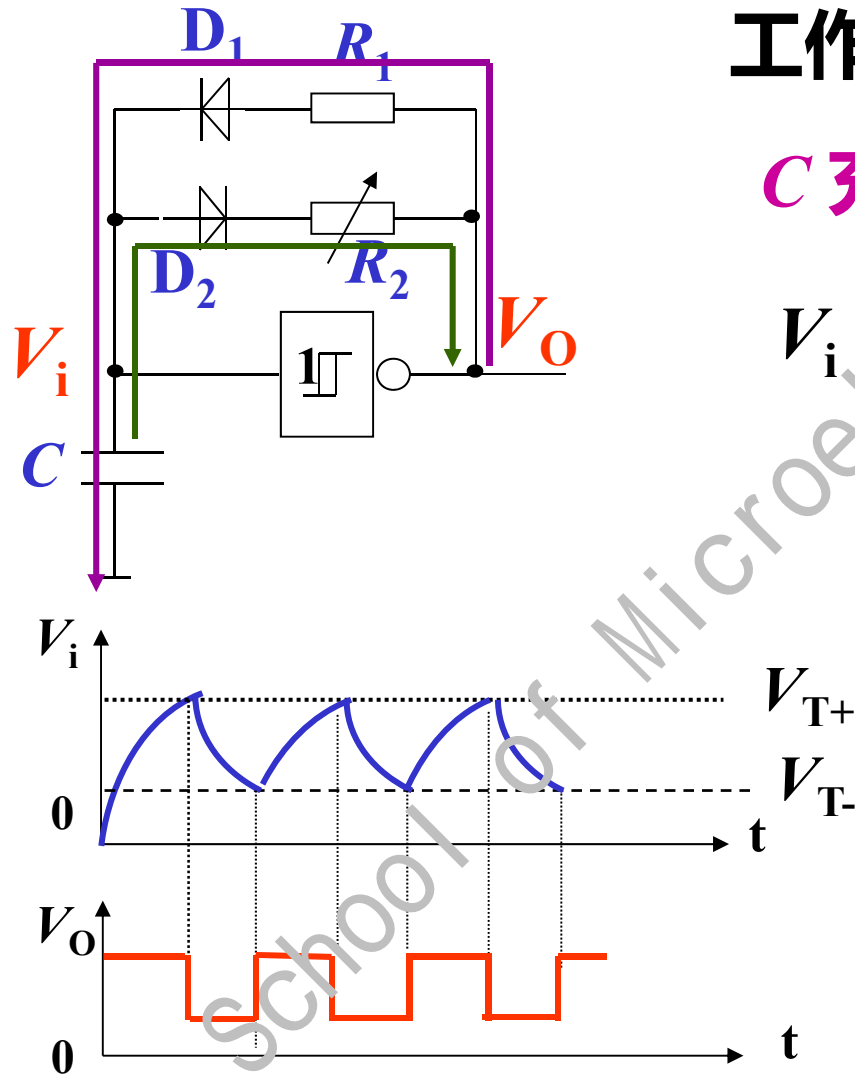 D1 R1
工作
C 充
D2 R2
Vi VO
1
Vi
C
Vi
VT+
VT-
0
t
VO
0
t
School of Microe